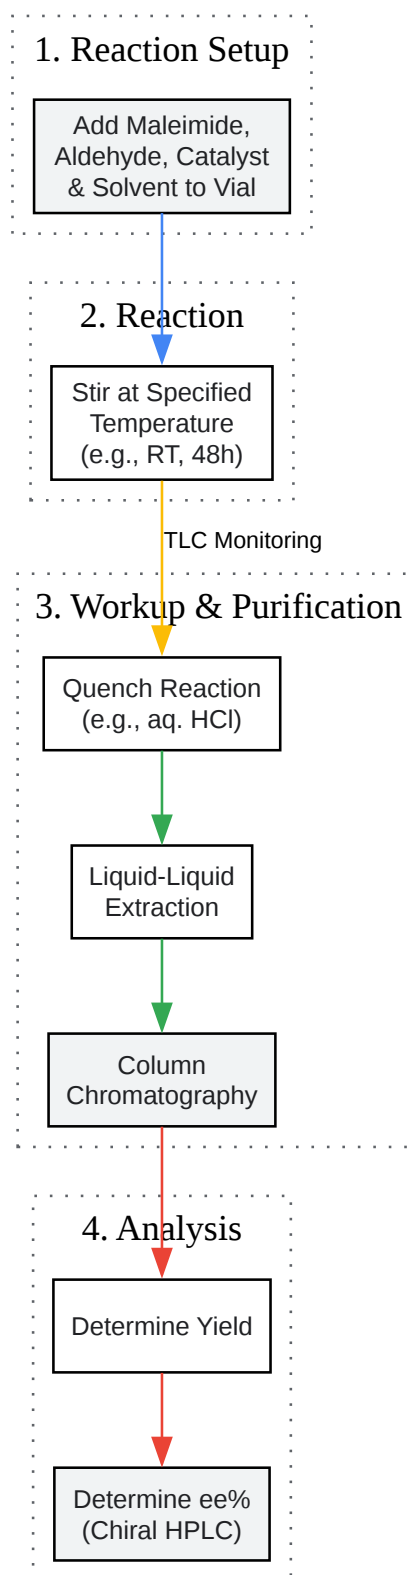 1. Reaction Setup
Add Maleimide,
Aldehyde, Catalyst
& Solvent to Vial
2. Reaction
Stir at Specified
Temperature
(e.g., RT, 48h)
TLC Monitoring
3. Workup & Purification
Quench Reaction
(e.g., aq. HCl)
Liquid-Liquid
Extraction
Column
Chromatography
4. Analysis
Determine Yield
Determine ee%
(Chiral HPLC)